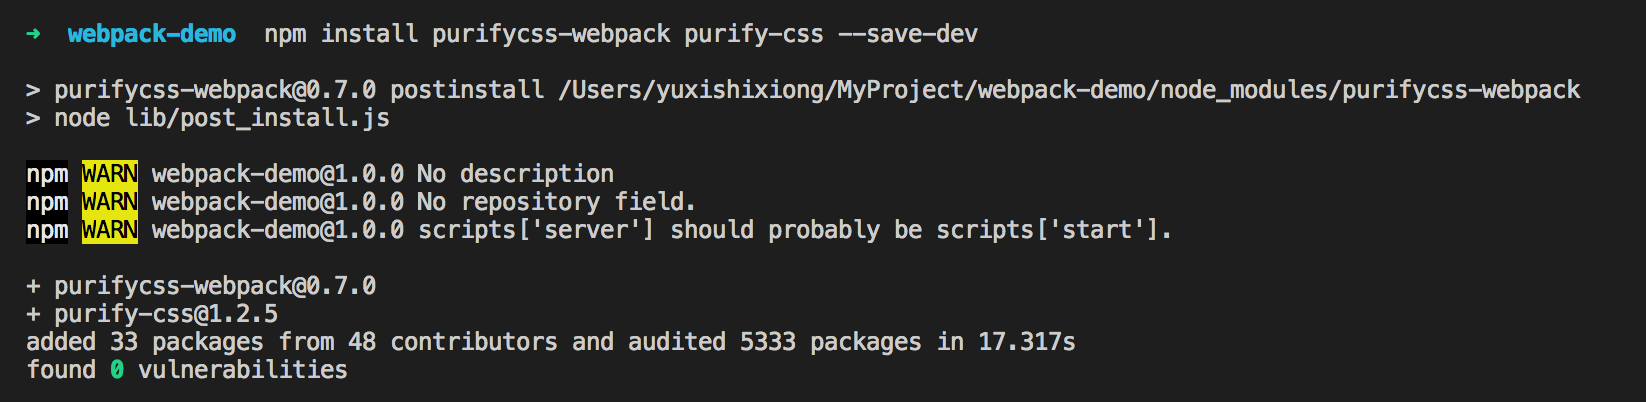 ➜ webpack-demo npm install purifycss-webpack purify-css --save-dev
> purifycss-webpack@0.7.0 postinstall /Users/yuxishixiong/MyProject/webpack-demo/node_modules/purifycss-webpack
> node lib/post_install.js
npm WARN webpack-demo@1.0.0 No description
npm WARN webpack-demo@1.0.0 No repository field.
npm WARN webpack-demo@1.0.0 scripts['server'] should probably be scripts['start'].
+ purifycss-webpack@0.7.0
+ purify-css@1.2.5
added 33 packages from 48 contributors and audited 5333 packages in 17.317s
found 0 vulnerabilities